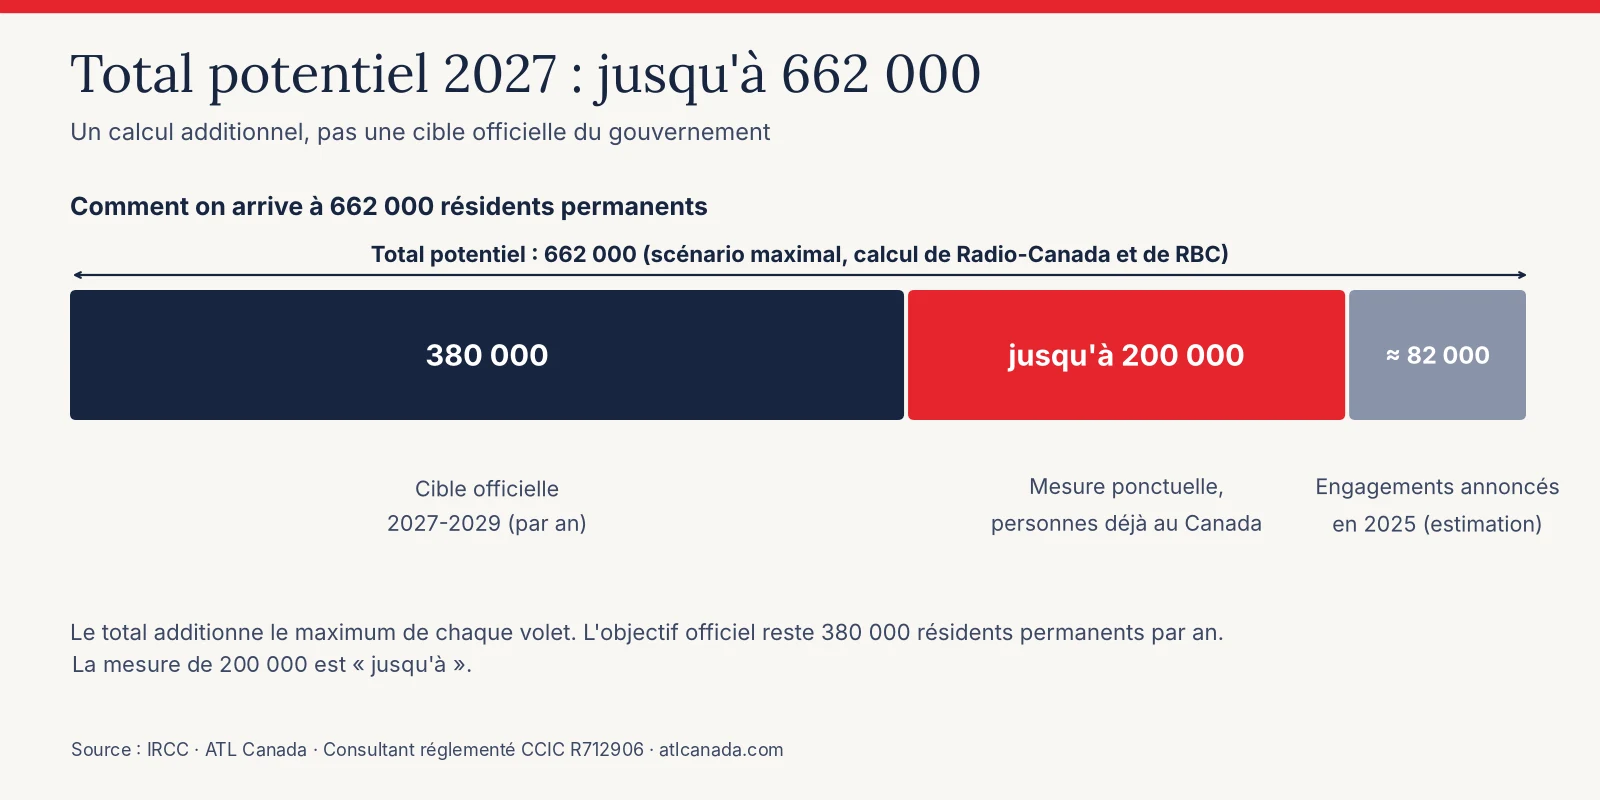 Total potentiel 2027 : jusqu'à 662 000
Un calcul additionnel, pas une cible officielle du gouvernement
Comment on arrive à 662 000 résidents permanents
Total potentiel : 662 000 (scénario maximal, calcul de Radio-Canada et de RBC)
380 000
jusqu'à 200 000
≈ 82 000
Cible officielle
2027-2029 (par an)
Mesure ponctuelle,
personnes déjà au Canada
Engagements annoncés
en 2025 (estimation)
Le total additionne le maximum de chaque volet. L'objectif officiel reste 380 000 résidents permanents par an.
La mesure de 200 000 est « jusqu'à ».
Source : IRCC · ATL Canada · Consultant réglementé CCIC R712906 · atlcanada.com